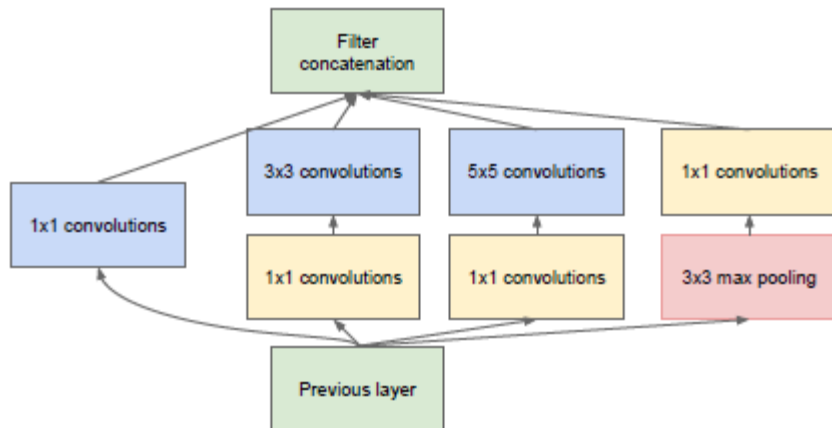 Filter
concatenation
3x3 convolutions
5x5 convolutions
1x1 convolutions
1x1 convolutions
1x1 convolutions
1x1 convolutions
3x3 max pooling
Previous layer